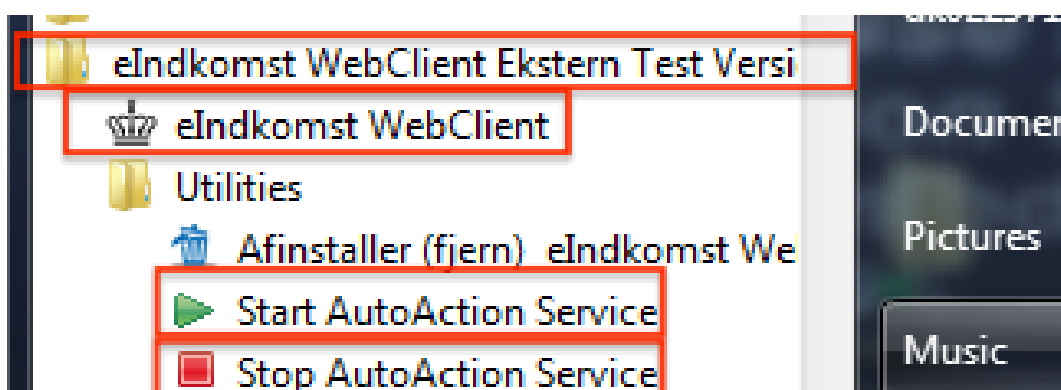 eIndkomst WebClient Ekstern Test Versi
eIndkomst WebClient
Utilities
Afinstaller (fjern) eIndkomst We
Start AutoAction Service
Stop AutoAction Service
Documen
Pictures
Music